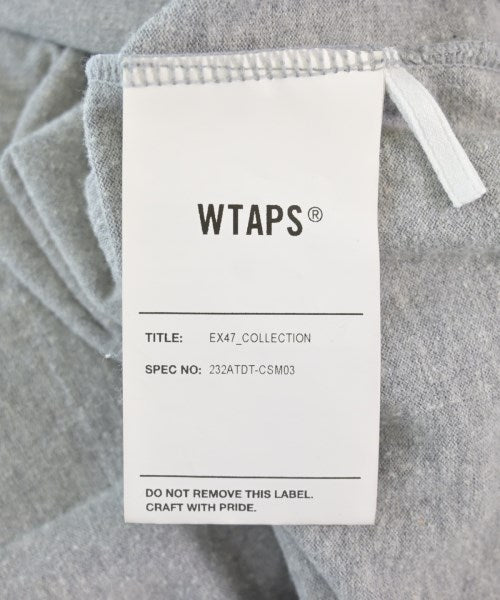 WTAPS®
TITLE: EX47_COLLECTION
SPEC NO: 232ATDT-CSM03
DO NOT REMOVE THIS LABEL.
CRAFT WITH PRIDE.